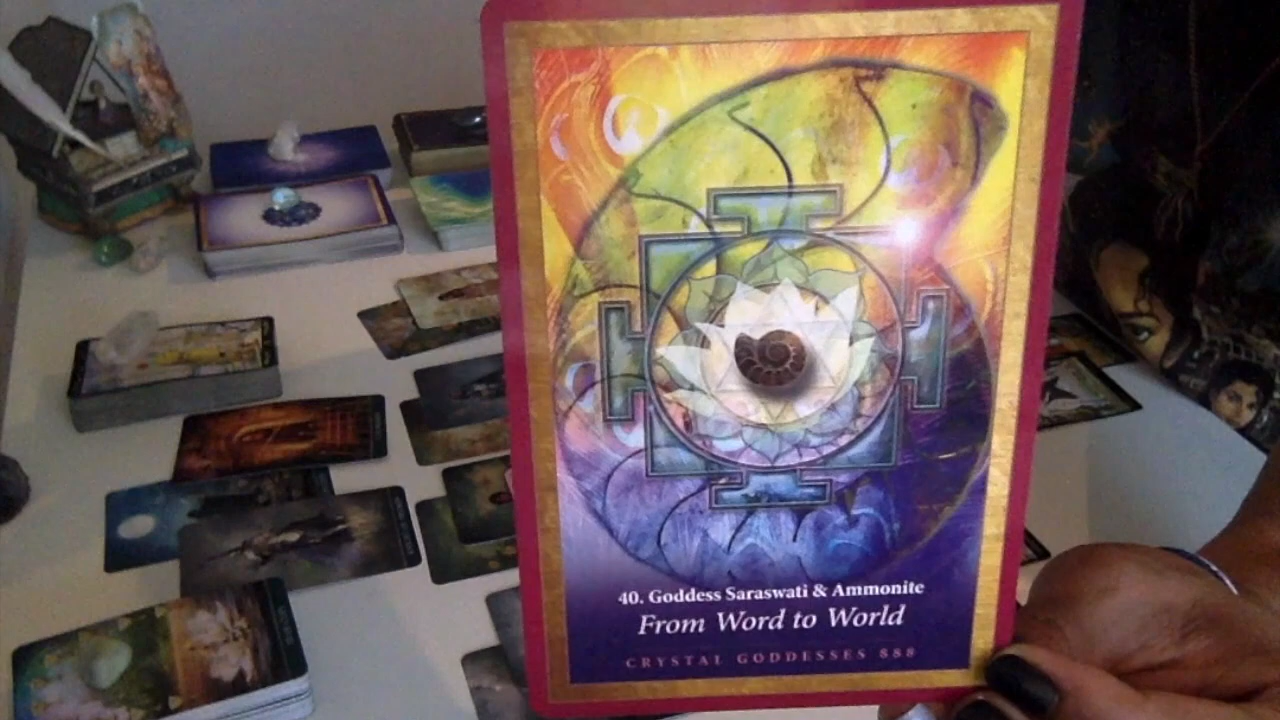 40. Goddess Saraswati & Ammonite
From Word to World
CRYSTAL GODDESSES 888